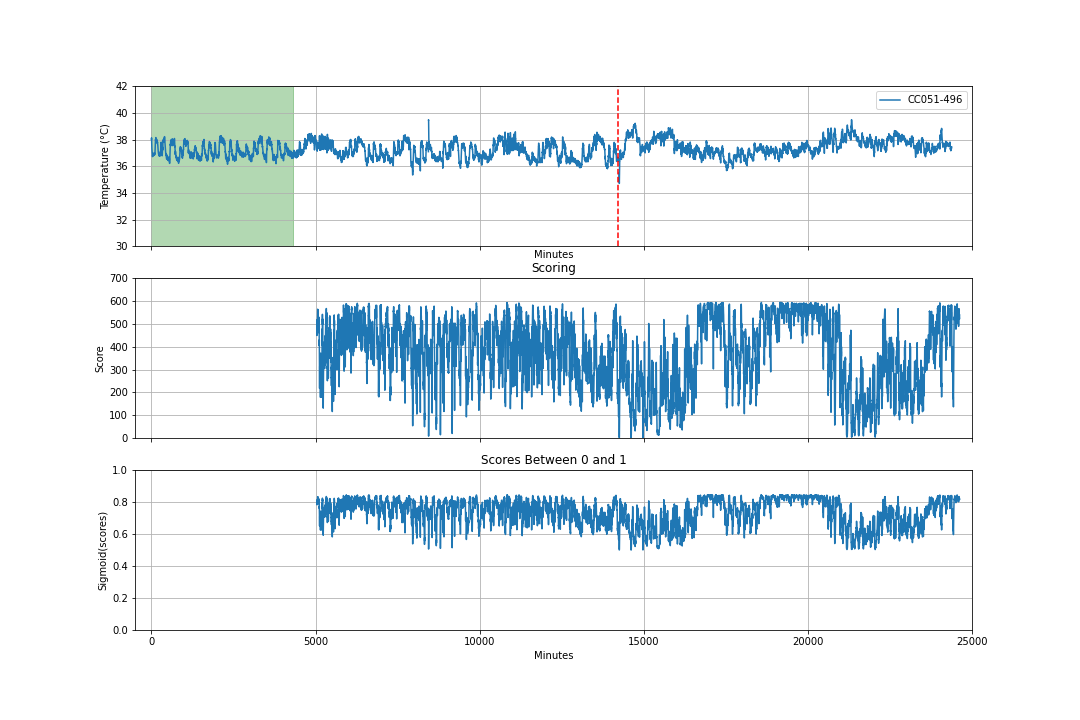 42
40
38
36
34
32
30
Temperature (°C)
CC051-496
Minutes
Scoring
700
600
500
400
300
200
100
0
Score
Scores Between 0 and 1
1.0
0.8
0.6
0.4
0.2
0.0
Sigmoid(scores)
0 5000 10000 15000 20000 25000
Minutes